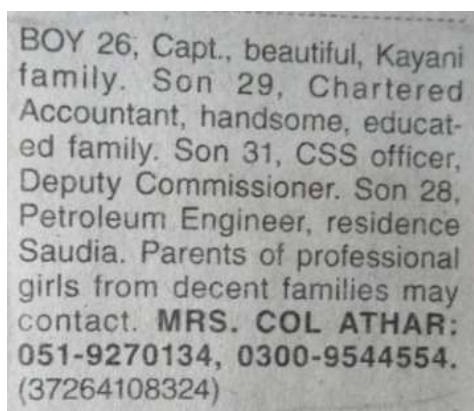 BOY 26, Capt., beautiful, Kayani
family. Son 29, Chartered
Accountant, handsome, educat-
ed family. Son 31, CSS officer,
Deputy Commissioner. Son 28,
Petroleum Engineer, residence
Saudia. Parents of professional
girls from decent families may
contact. MRS. COL ATHAR:
051-9270134, 0300-9544554.
(37264108324)